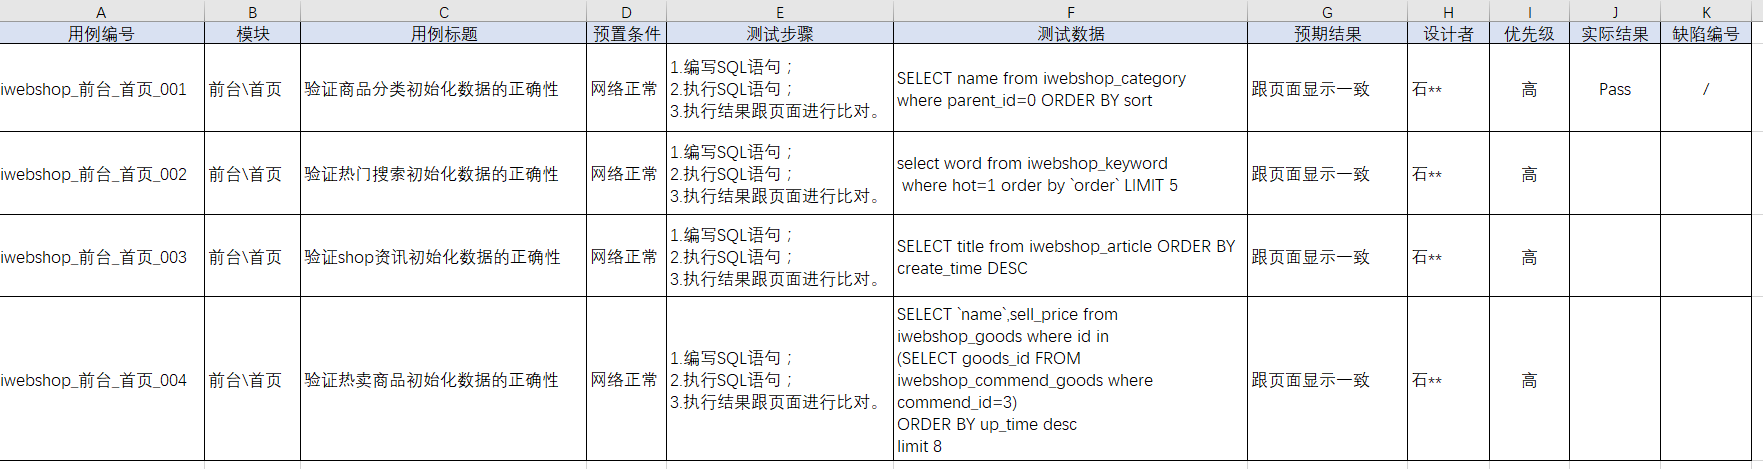 A B C D E F G H I J K
用例编号 模块 用例标题 预置条件 测试步骤 测试数据 预期结果 设计者 优先级 实际结果 缺陷编号
iwebshop_前台_首页_001 前台\首页 验证商品分类初始化数据的正确性 网络正常
1.编写SQL语句；
2.执行SQL语句；
3.执行结果跟页面进行比对。
SELECT name from iwebshop_category
where parent_id=0 ORDER BY sort
跟页面显示一致 石** 高 Pass /
iwebshop_前台_首页_002 前台\首页 验证热门搜索初始化数据的正确性 网络正常
1.编写SQL语句；
2.执行SQL语句；
3.执行结果跟页面进行比对。
select word from iwebshop_keyword
where hot=1 order by `order` LIMIT 5
跟页面显示一致 石** 高
iwebshop_前台_首页_003 前台\首页 验证shop资讯初始化数据的正确性 网络正常
1.编写SQL语句；
2.执行SQL语句；
3.执行结果跟页面进行比对。
SELECT title from iwebshop_article ORDER BY
create_time DESC
跟页面显示一致 石** 高
iwebshop_前台_首页_004 前台\首页 验证热卖商品初始化数据的正确性 网络正常
1.编写SQL语句；
2.执行SQL语句；
3.执行结果跟页面进行比对。
SELECT `name`,sell_price from
iwebshop_goods where id in
(SELECT goods_id FROM
iwebshop_commend_goods where
commend_id=3)
ORDER BY up_time desc
limit 8
跟页面显示一致 石** 高